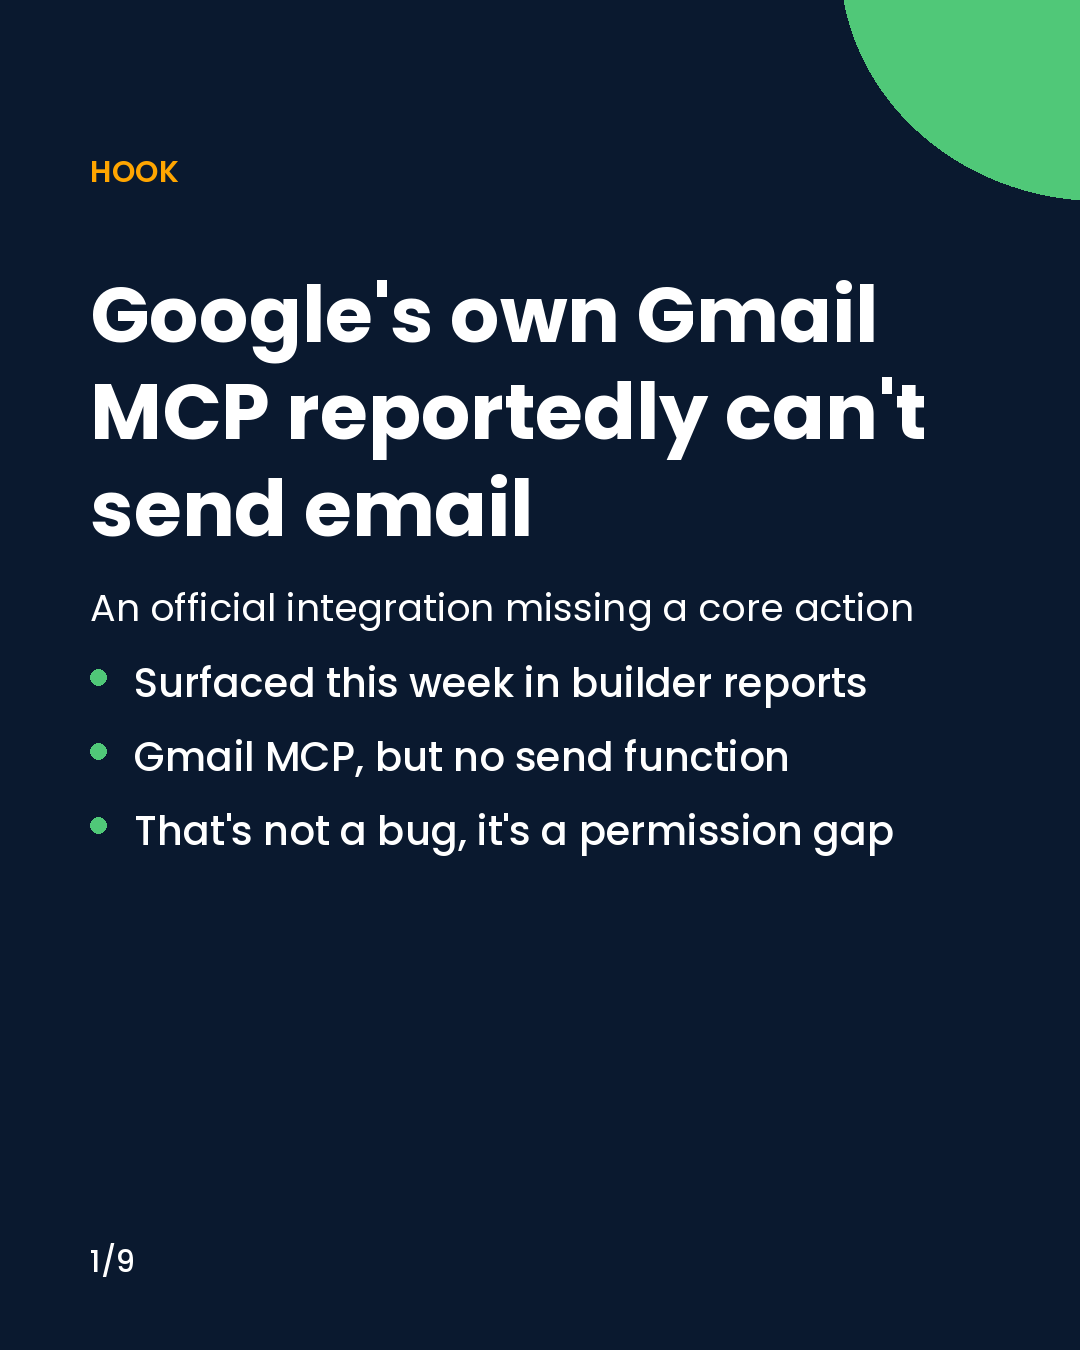 HOOK
Google's own Gmail
MCP reportedly can't
send email
An official integration missing a core action
Surfaced this week in builder reports
Gmail MCP, but no send function
That's not a bug, it's a permission gap
1/9